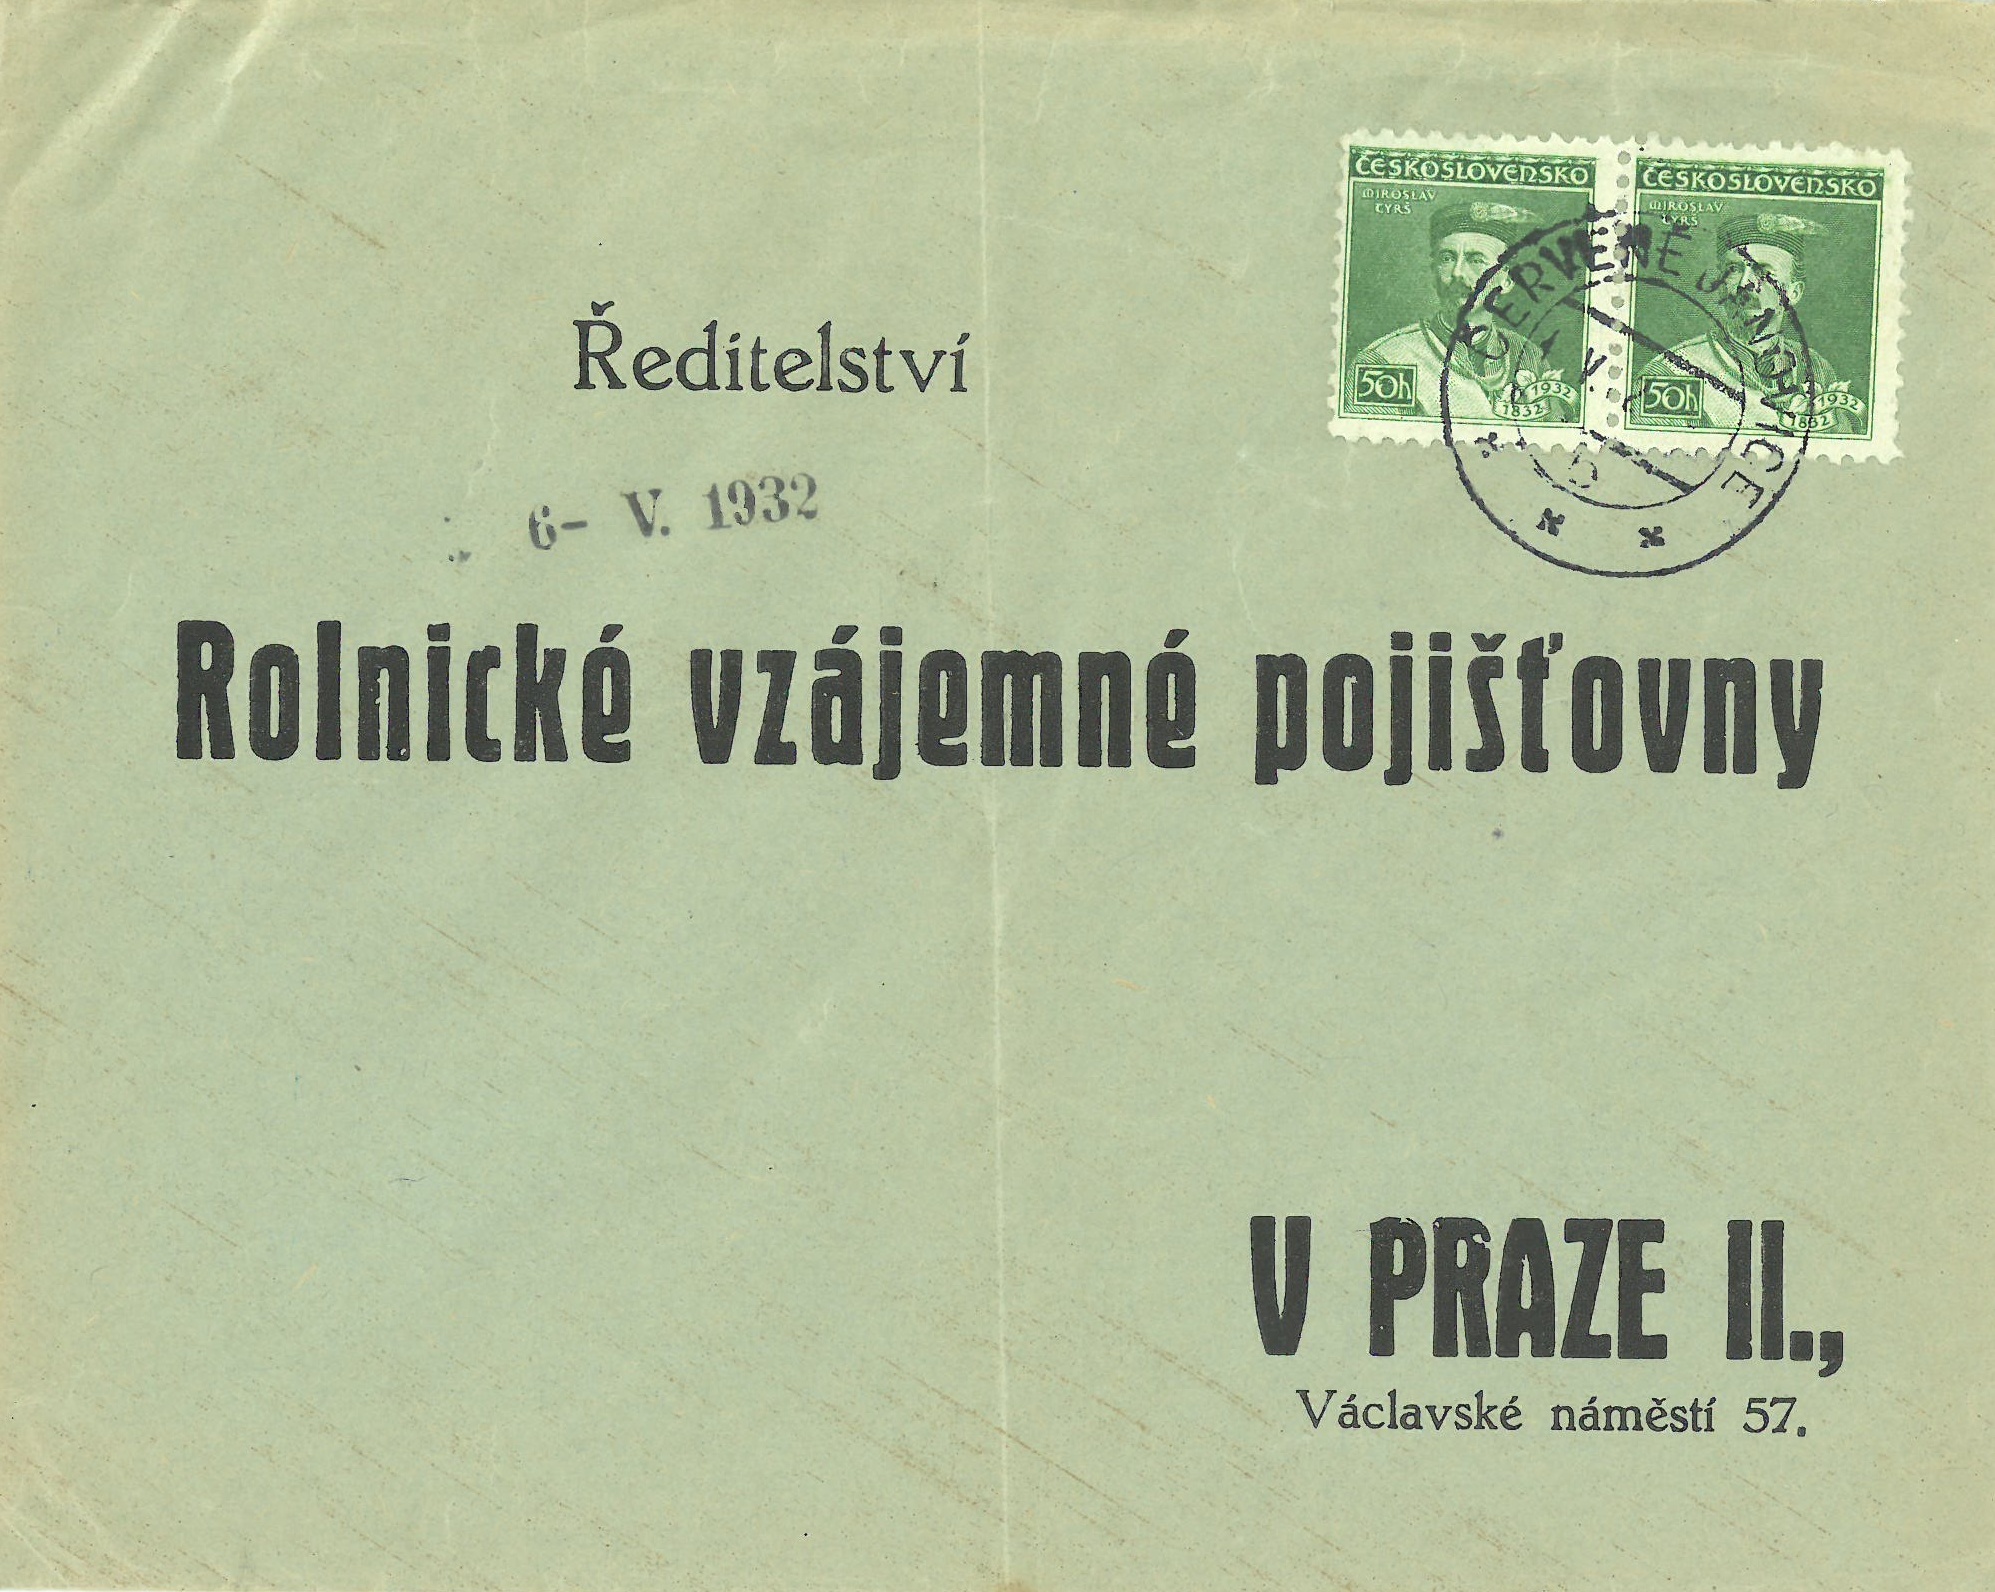 ČESKOSLOVENSKO
MIROSLAV
TYRŠ
50h
1832 1932
ČESKOSLOVENSKO
MIROSLAV
TYRŠ
50h
1832 1932
ČERVENÉ JANOVICE
Ředitelství
6- V. 1932
Rolnické vzájemné pojišťovny
V PRAZE II.,
Václavské náměstí 57.